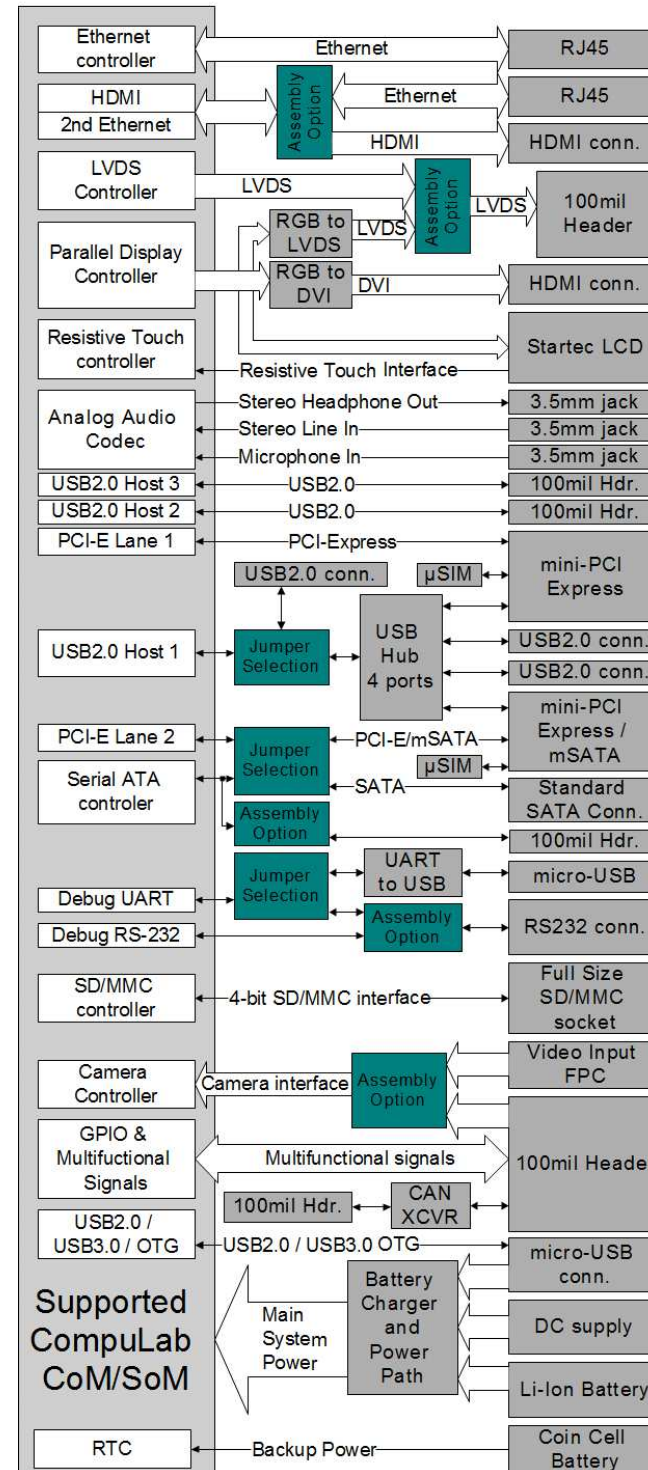 Ethernet
controller
Ethernet
RJ45
HDMI
2nd Ethernet
Assembly
Option
Ethernet
RJ45
HDMI
HDMI conn.
LVDS
Controller
LVDS
Assembly
Option
LVDS
100mil
Header
RGB to
LVDS
LVDS
Parallel Display
Controller
RGB to
DVI
DVI
HDMI conn.
Resistive Touch
controller
Resistive Touch Interface
Startec LCD
Analog Audio
Codec
Stereo Headphone Out
3.5mm jack
Stereo Line In
3.5mm jack
Microphone In
3.5mm jack
USB2.0 Host 3
USB2.0
100mil Hdr.
USB2.0 Host 2
USB2.0
100mil Hdr.
PCI-E Lane 1
PCI-Express
mini-PCI
Express
USB2.0 conn.
µSIM
USB2.0 Host 1
Jumper
Selection
USB
Hub
4 ports
USB2.0 conn.
USB2.0 conn.
PCI-E Lane 2
Jumper
Selection
PCI-E/mSATA
mini-PCI
Express /
mSATA
µSIM
Serial ATA
controler
SATA
Standard
SATA Conn.
Assembly
Option
100mil Hdr.
Jumper
Selection
UART
to USB
micro-USB
Debug UART
Debug RS-232
Assembly
Option
RS232 conn.
SD/MMC
controller
4-bit SD/MMC interface
Full Size
SD/MMC
socket
Camera
Controller
Camera interface
Assembly
Option
Video Input
FPC
GPIO &
Multifuctional
Signals
Multifunctional signals
100mil Heade
100mil Hdr.
CAN
XCVR
USB2.0 /
USB3.0 / OTG
USB2.0 / USB3.0 OTG
micro-USB
conn.
Supported
CompuLab
CoM/SoM
Main
System
Power
Battery
Charger
and
Power
Path
DC supply
Li-Ion Battery
RTC
Backup Power
Coin Cell
Battery